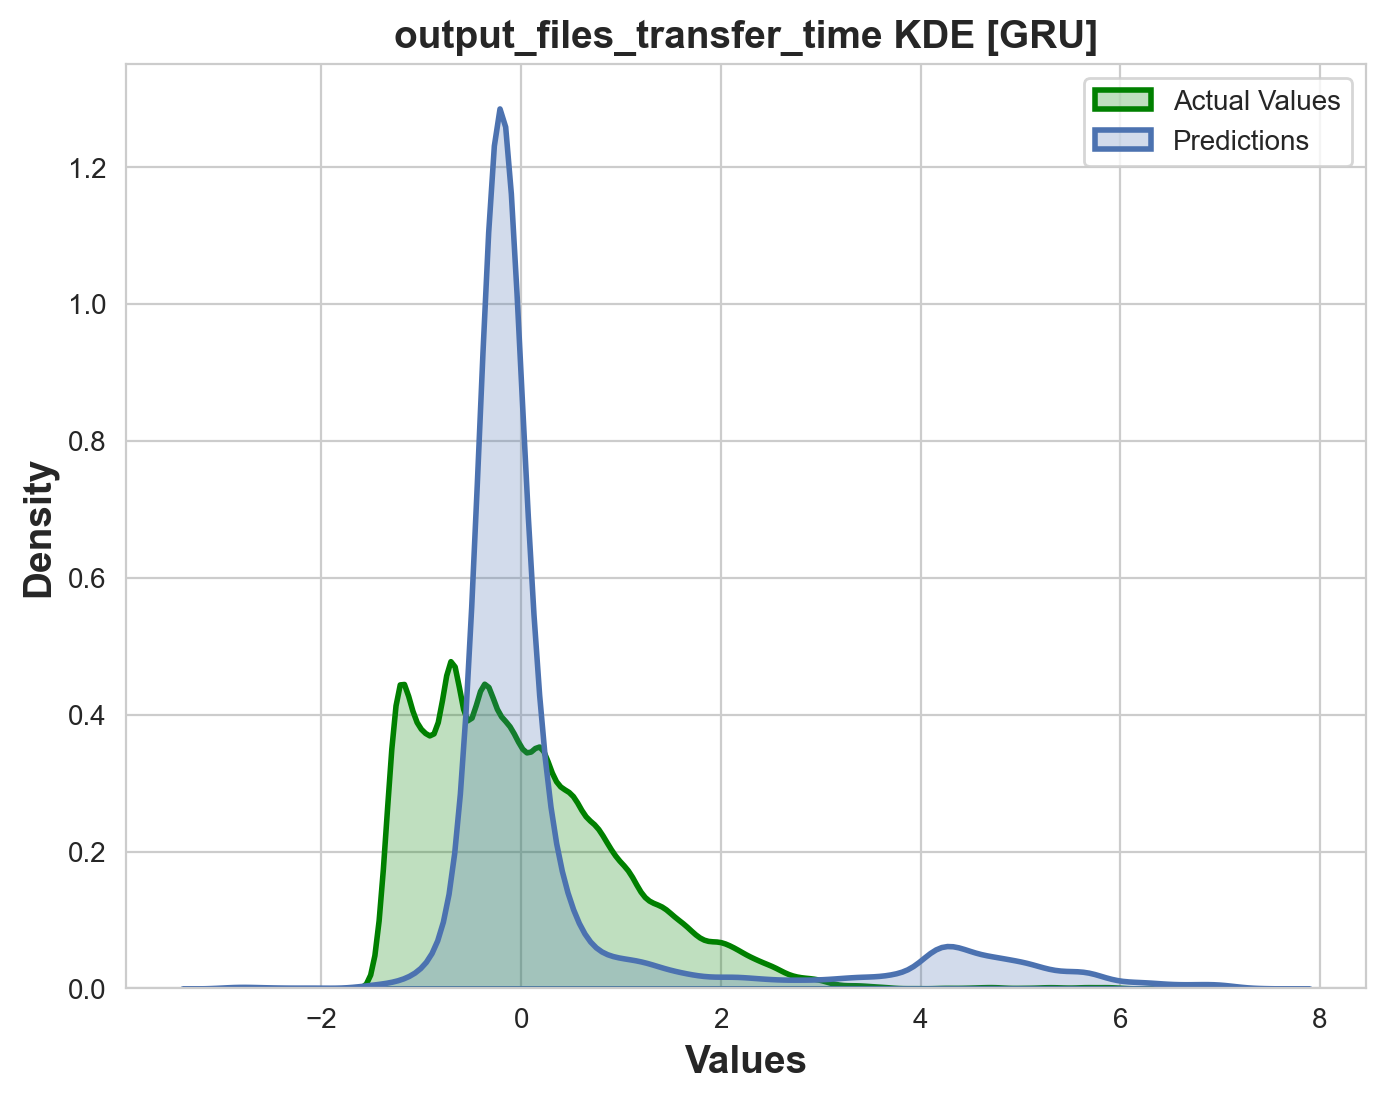 output_files_transfer_time KDE [GRU]
Actual Values
Predictions
Density
1.2
1.0
0.8
0.6
0.4
0.2
0.0
−2
0
2
4
6
8
Values